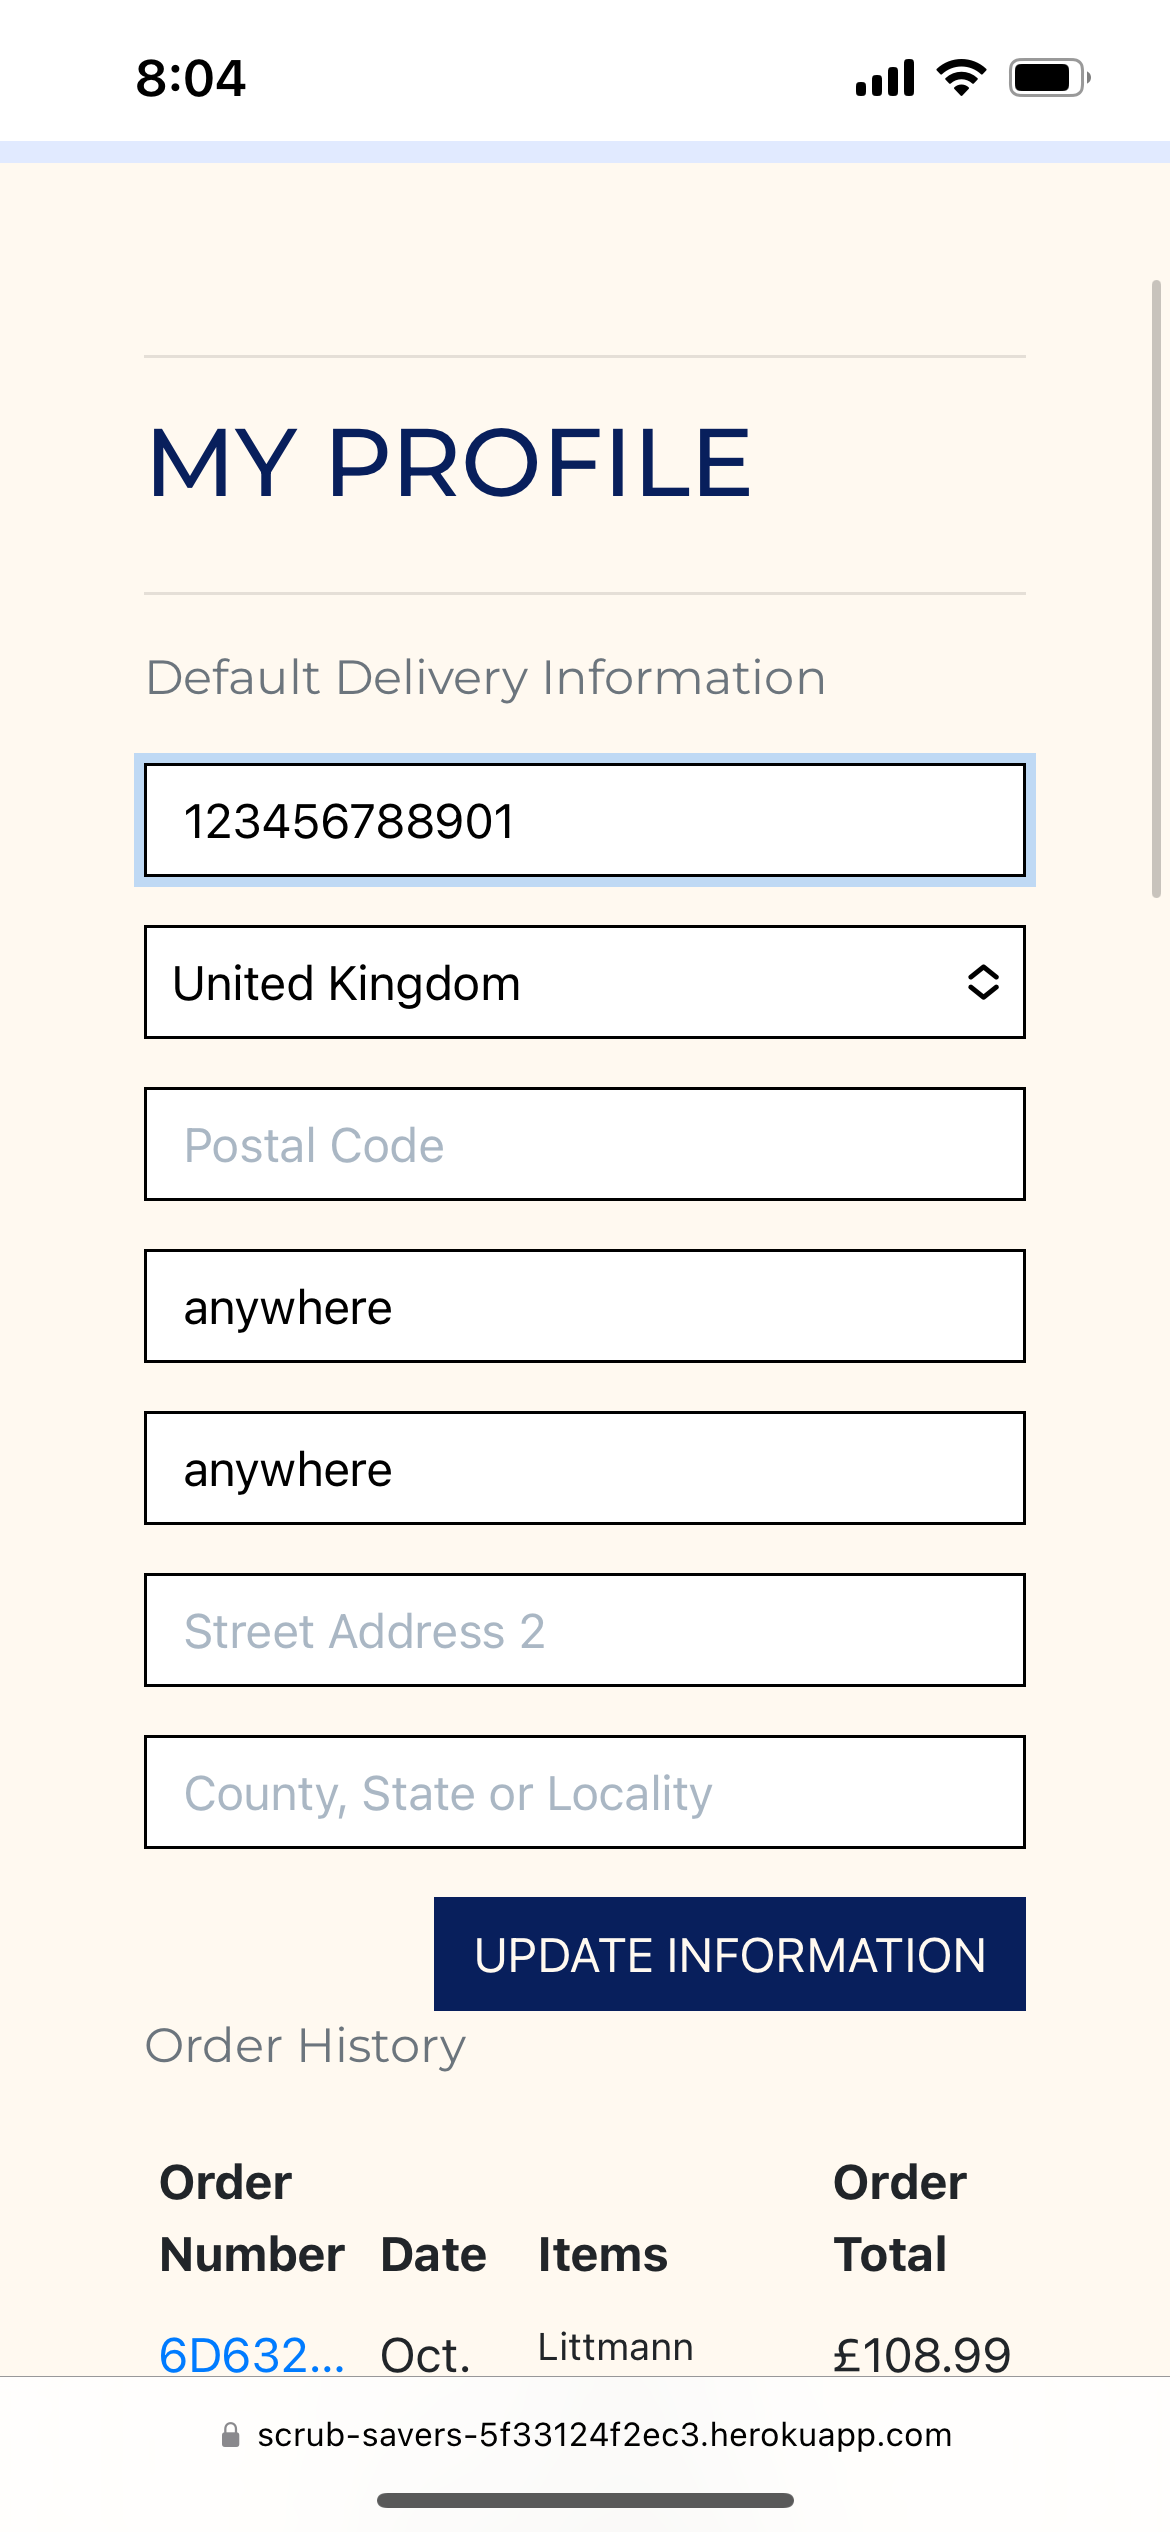 8:04
MY PROFILE
Default Delivery Information
123456788901
United Kingdom
Postal Code
anywhere
anywhere
Street Address 2
County, State or Locality
UPDATE INFORMATION
Order History
Order Number Date Items Order Total
6D632... Oct. Littmann £108.99
scrub-savers-5f33124f2ec3.herokuapp.com